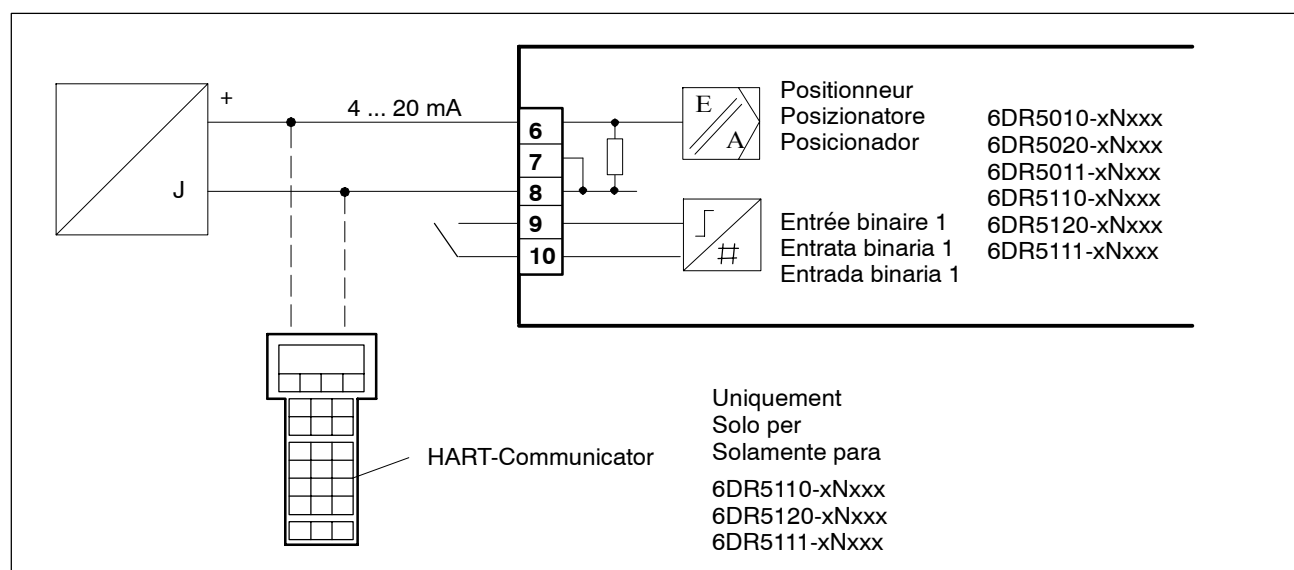 +
4 ... 20 mA
J
6
7
8
9
10
E
A
Positionneur
Posizionatore
Posicionador
6DR5010-xNxxx
6DR5020-xNxxx
6DR5011-xNxxx
6DR5110-xNxxx
6DR5120-xNxxx
6DR5111-xNxxx
#
Entrée binaire 1
Entrata binaria 1
Entrada binaria 1
HART-Communicator
Uniquement
Solo per
Solamente para
6DR5110-xNxxx
6DR5120-xNxxx
6DR5111-xNxxx